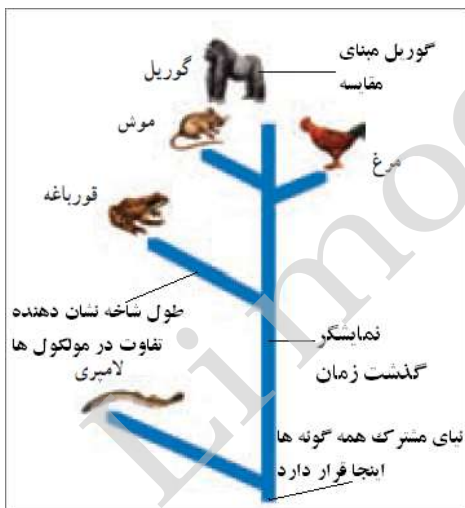 گوریل مبنای
مقایسه
گوریل
موش
مرغ
قورباغه
طول شاخه نشان دهنده
تفاوت در مولکول ها
نمایشگر
گذشت زمان
لامپری
نیای مشترک همه گونه ها
اینجا قرار دارد
Limoo